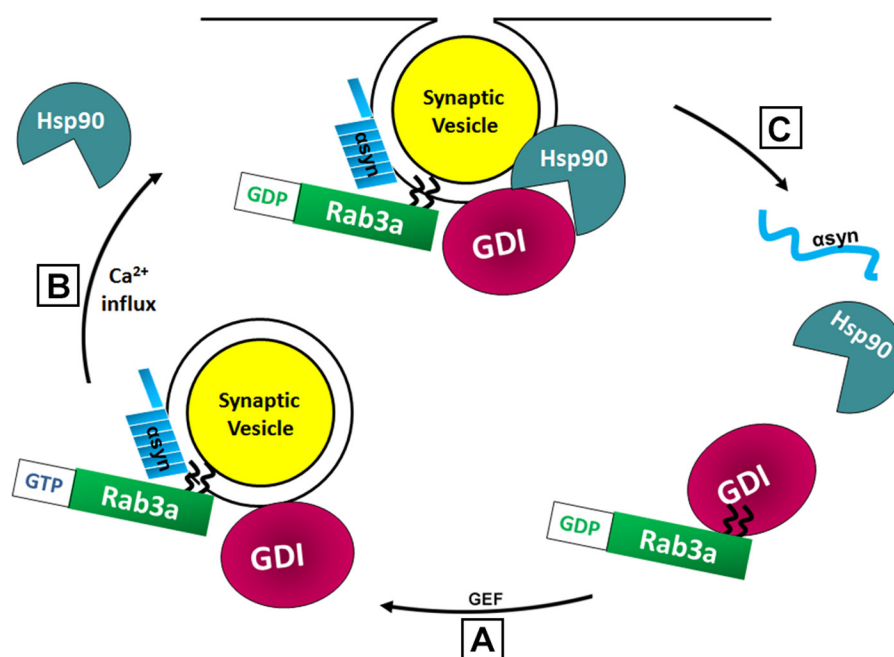 Hsp90
Synaptic
Vesicle
αsyn
Hsp90
GDP
Rab3a
GDI
C
αsyn
Hsp90
B
Ca²⁺
influx
Synaptic
Vesicle
αsyn
GTP
Rab3a
GDI
GDI
GDP
Rab3a
GEF
A